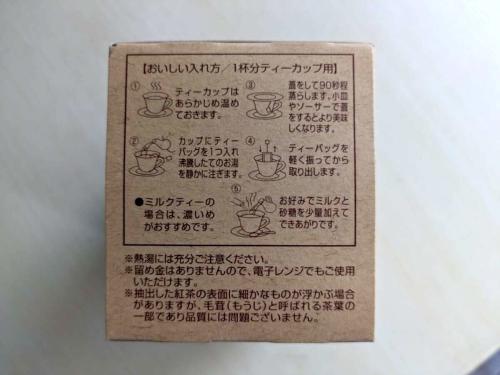 【おいしい入れ方/1杯分ティーカップ用】
①
ティーカップは
あらかじめ温め
ておきます。
②
カップにティー
バッグを1つ入れ
沸騰したてのお湯
を静かに注ぎます。
③
蓋をして90秒程
蒸らします。小皿
やソーサーで蓋
をするとより美味
しくなります。
④
ティーバッグを
軽く振ってから
取り出します。
⑤
お好みでミルクと
砂糖を少量加えて
できあがりです。
●ミルクティーの
場合は、濃いめ
がおすすめです。
※熱湯には充分ご注意ください。
※留め金はありませんので、電子レンジでもご使用
いただけます。
※抽出した紅茶の表面に細かなものが浮かぶ場合
がありますが、毛茸(もうじ)と呼ばれる茶葉の
一部であり品質には問題ございません。